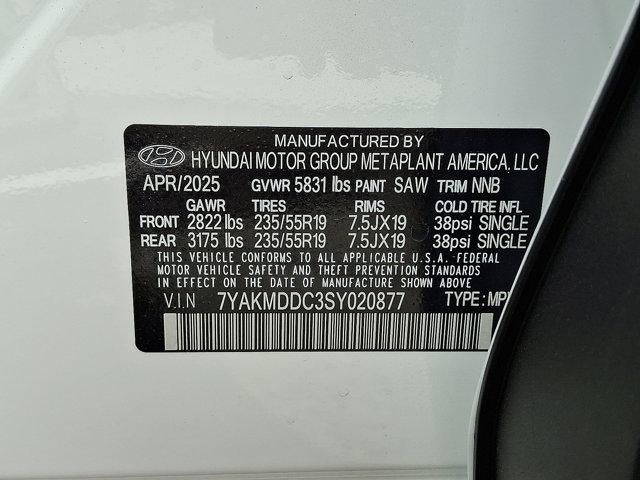 MANUFACTURED BY
HYUNDAI MOTOR GROUP METAPLANT AMERICA, LLC
APR/2025 GVWR 5831 lbs PAINT SAW TRIM NNB
GAWR TIRES RIMS COLD TIRE INFL
FRONT 2822 lbs 235/55R19 7.5JX19 38psi SINGLE
REAR 3175 lbs 235/55R19 7.5JX19 38psi SINGLE
THIS VEHICLE CONFORMS TO ALL APPLICABLE U.S.A. FEDERAL
MOTOR VEHICLE SAFETY AND THEFT PREVENTION STANDARDS
IN EFFECT ON THE DATE OF MANUFACTURE SHOWN ABOVE.
V.I.N 7YAKMDDC3SY020877 TYPE : MP